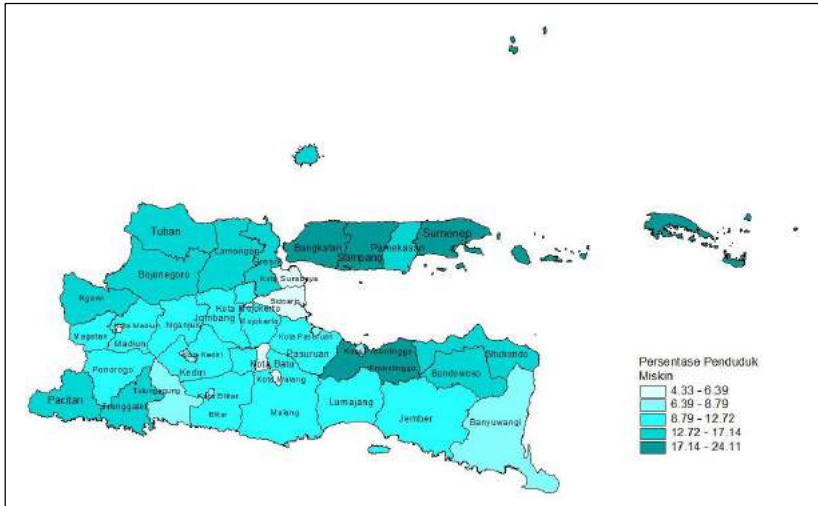 Tuban
Lamongan
Bangkalan
Sampang
Pamekasan
Sumenep
Gresik
Bojonegoro
Kota Surabaya
Sidoarjo
Ngawi
Kota Mojokerto
Magetan
Kota Madiun
Nganjuk
Jombang
Mojokerto
Madiun
Kota Pasuruan
Pasuruan
Kota Probolinggo
Probolinggo
Situbondo
Bondowoso
Ponorogo
Kota Kediri
Kediri
Kota Batu
Kota Malang
Pacitan
Trenggalek
Tulungagung
Kota Blitar
Blitar
Malang
Lumajang
Jember
Banyuwangi
Persentase Penduduk
Miskin
4.33 - 6.39
6.39 - 8.79
8.79 - 12.72
12.72 - 17.14
17.14 - 24.11